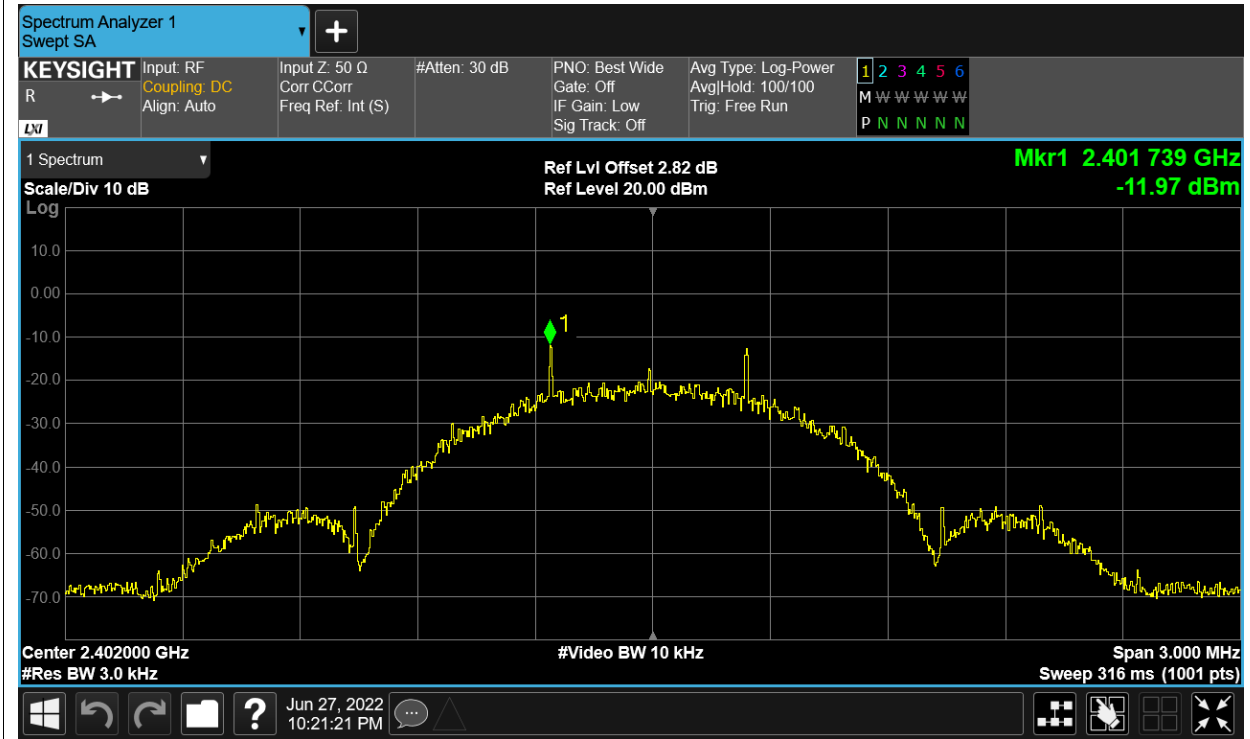 Spectrum Analyzer 1
Swept SA
+
KEYSIGHT
R
LXI
Input: RF
Coupling: DC
Align: Auto
Input Z: 50 Ω
Corr CCorr
Freq Ref: Int (S)
#Atten: 30 dB
PNO: Best Wide
Gate: Off
IF Gain: Low
Sig Track: Off
Avg Type: Log-Power
Avg|Hold: 100/100
Trig: Free Run
1 2 3 4 5 6
M W W W W W
P N N N N N
1 Spectrum
Scale/Div 10 dB
Log
Ref Lvl Offset 2.82 dB
Ref Level 20.00 dBm
Mkr1 2.401 739 GHz
-11.97 dBm
10.0
0.00
-10.0
-20.0
-30.0
-40.0
-50.0
-60.0
-70.0
1
Center 2.402000 GHz
#Video BW 10 kHz
Span 3.000 MHz
#Res BW 3.0 kHz
Sweep 316 ms (1001 pts)
?
Jun 27, 2022
10:21:21 PM